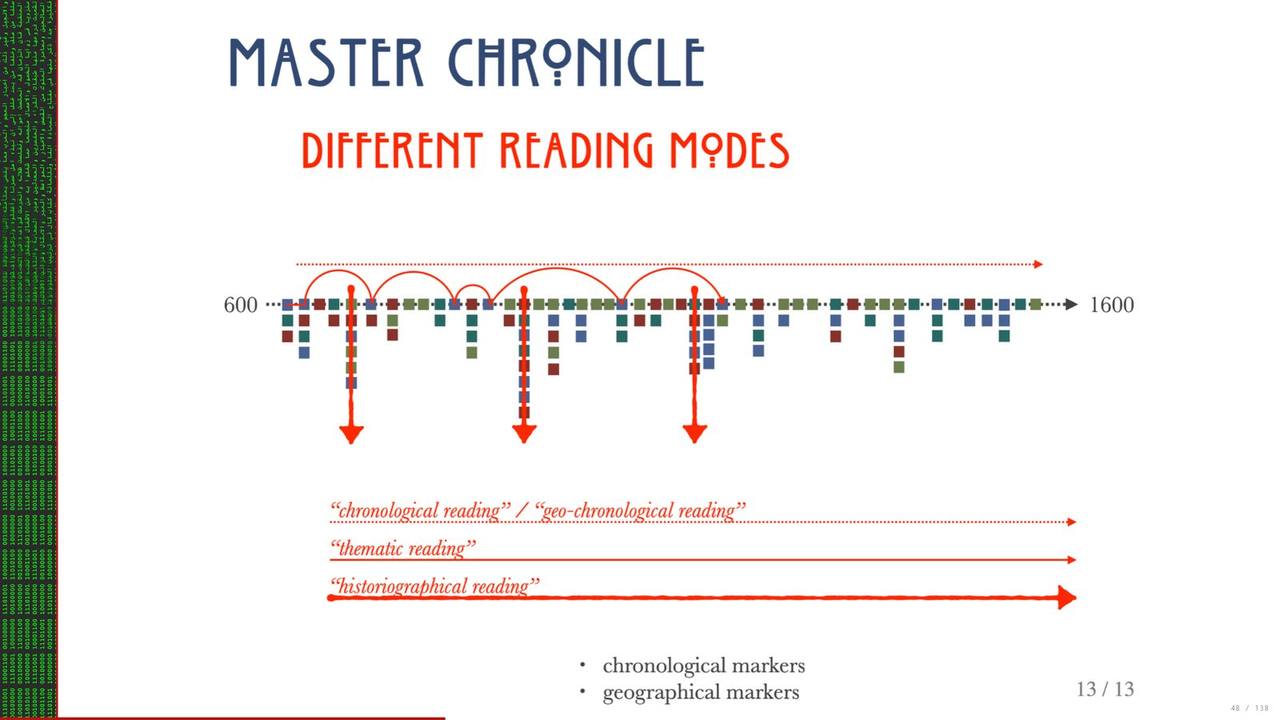 MASTER CHRONICLE
DIFFERENT READING MODES
600
1600
“chronological reading” / “geo-chronological reading”
“thematic reading”
“historiographical reading”
• chronological markers
• geographical markers
13 / 13
48 / 138